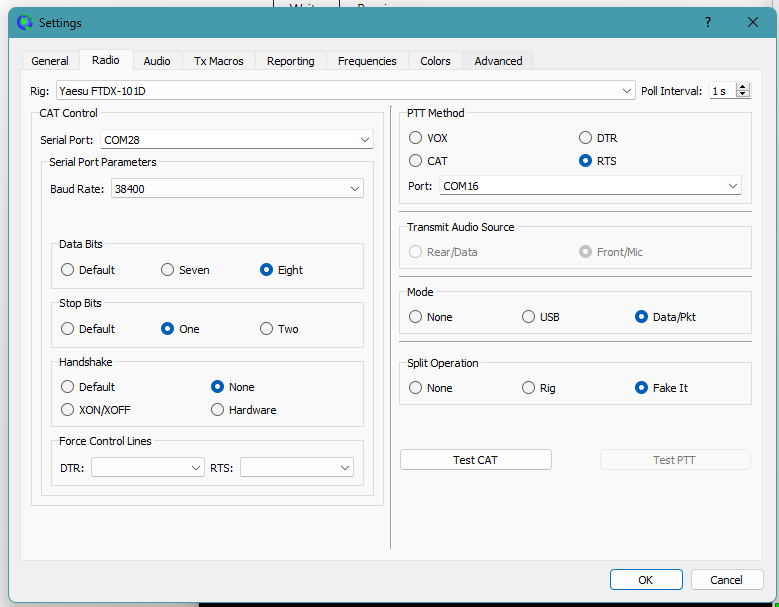 Settings
?
General Radio Audio Tx Macros Reporting Frequencies Colors Advanced
Rig: Yaesu FTDX-101D Poll Interval: 1 s
CAT Control
Serial Port: COM28
Serial Port Parameters
Baud Rate: 38400
Data Bits
Default Seven Eight
Stop Bits
Default One Two
Handshake
Default None
XON/XOFF Hardware
Force Control Lines
DTR: RTS:
PTT Method
VOX DTR
CAT RTS
Port: COM16
Transmit Audio Source
Rear/Data Front/Mic
Mode
None USB Data/Pkt
Split Operation
None Rig Fake It
Test CAT Test PTT
OK Cancel